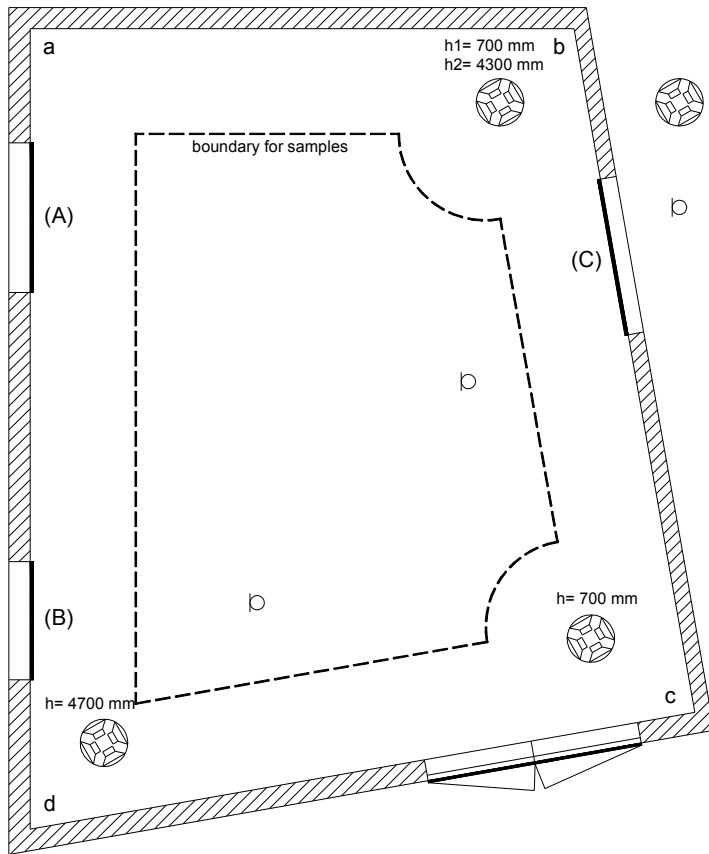 a
b
h1= 700 mm
h2= 4300 mm
boundary for samples
(A)
(C)
(B)
h= 700 mm
h= 4700 mm
c
d